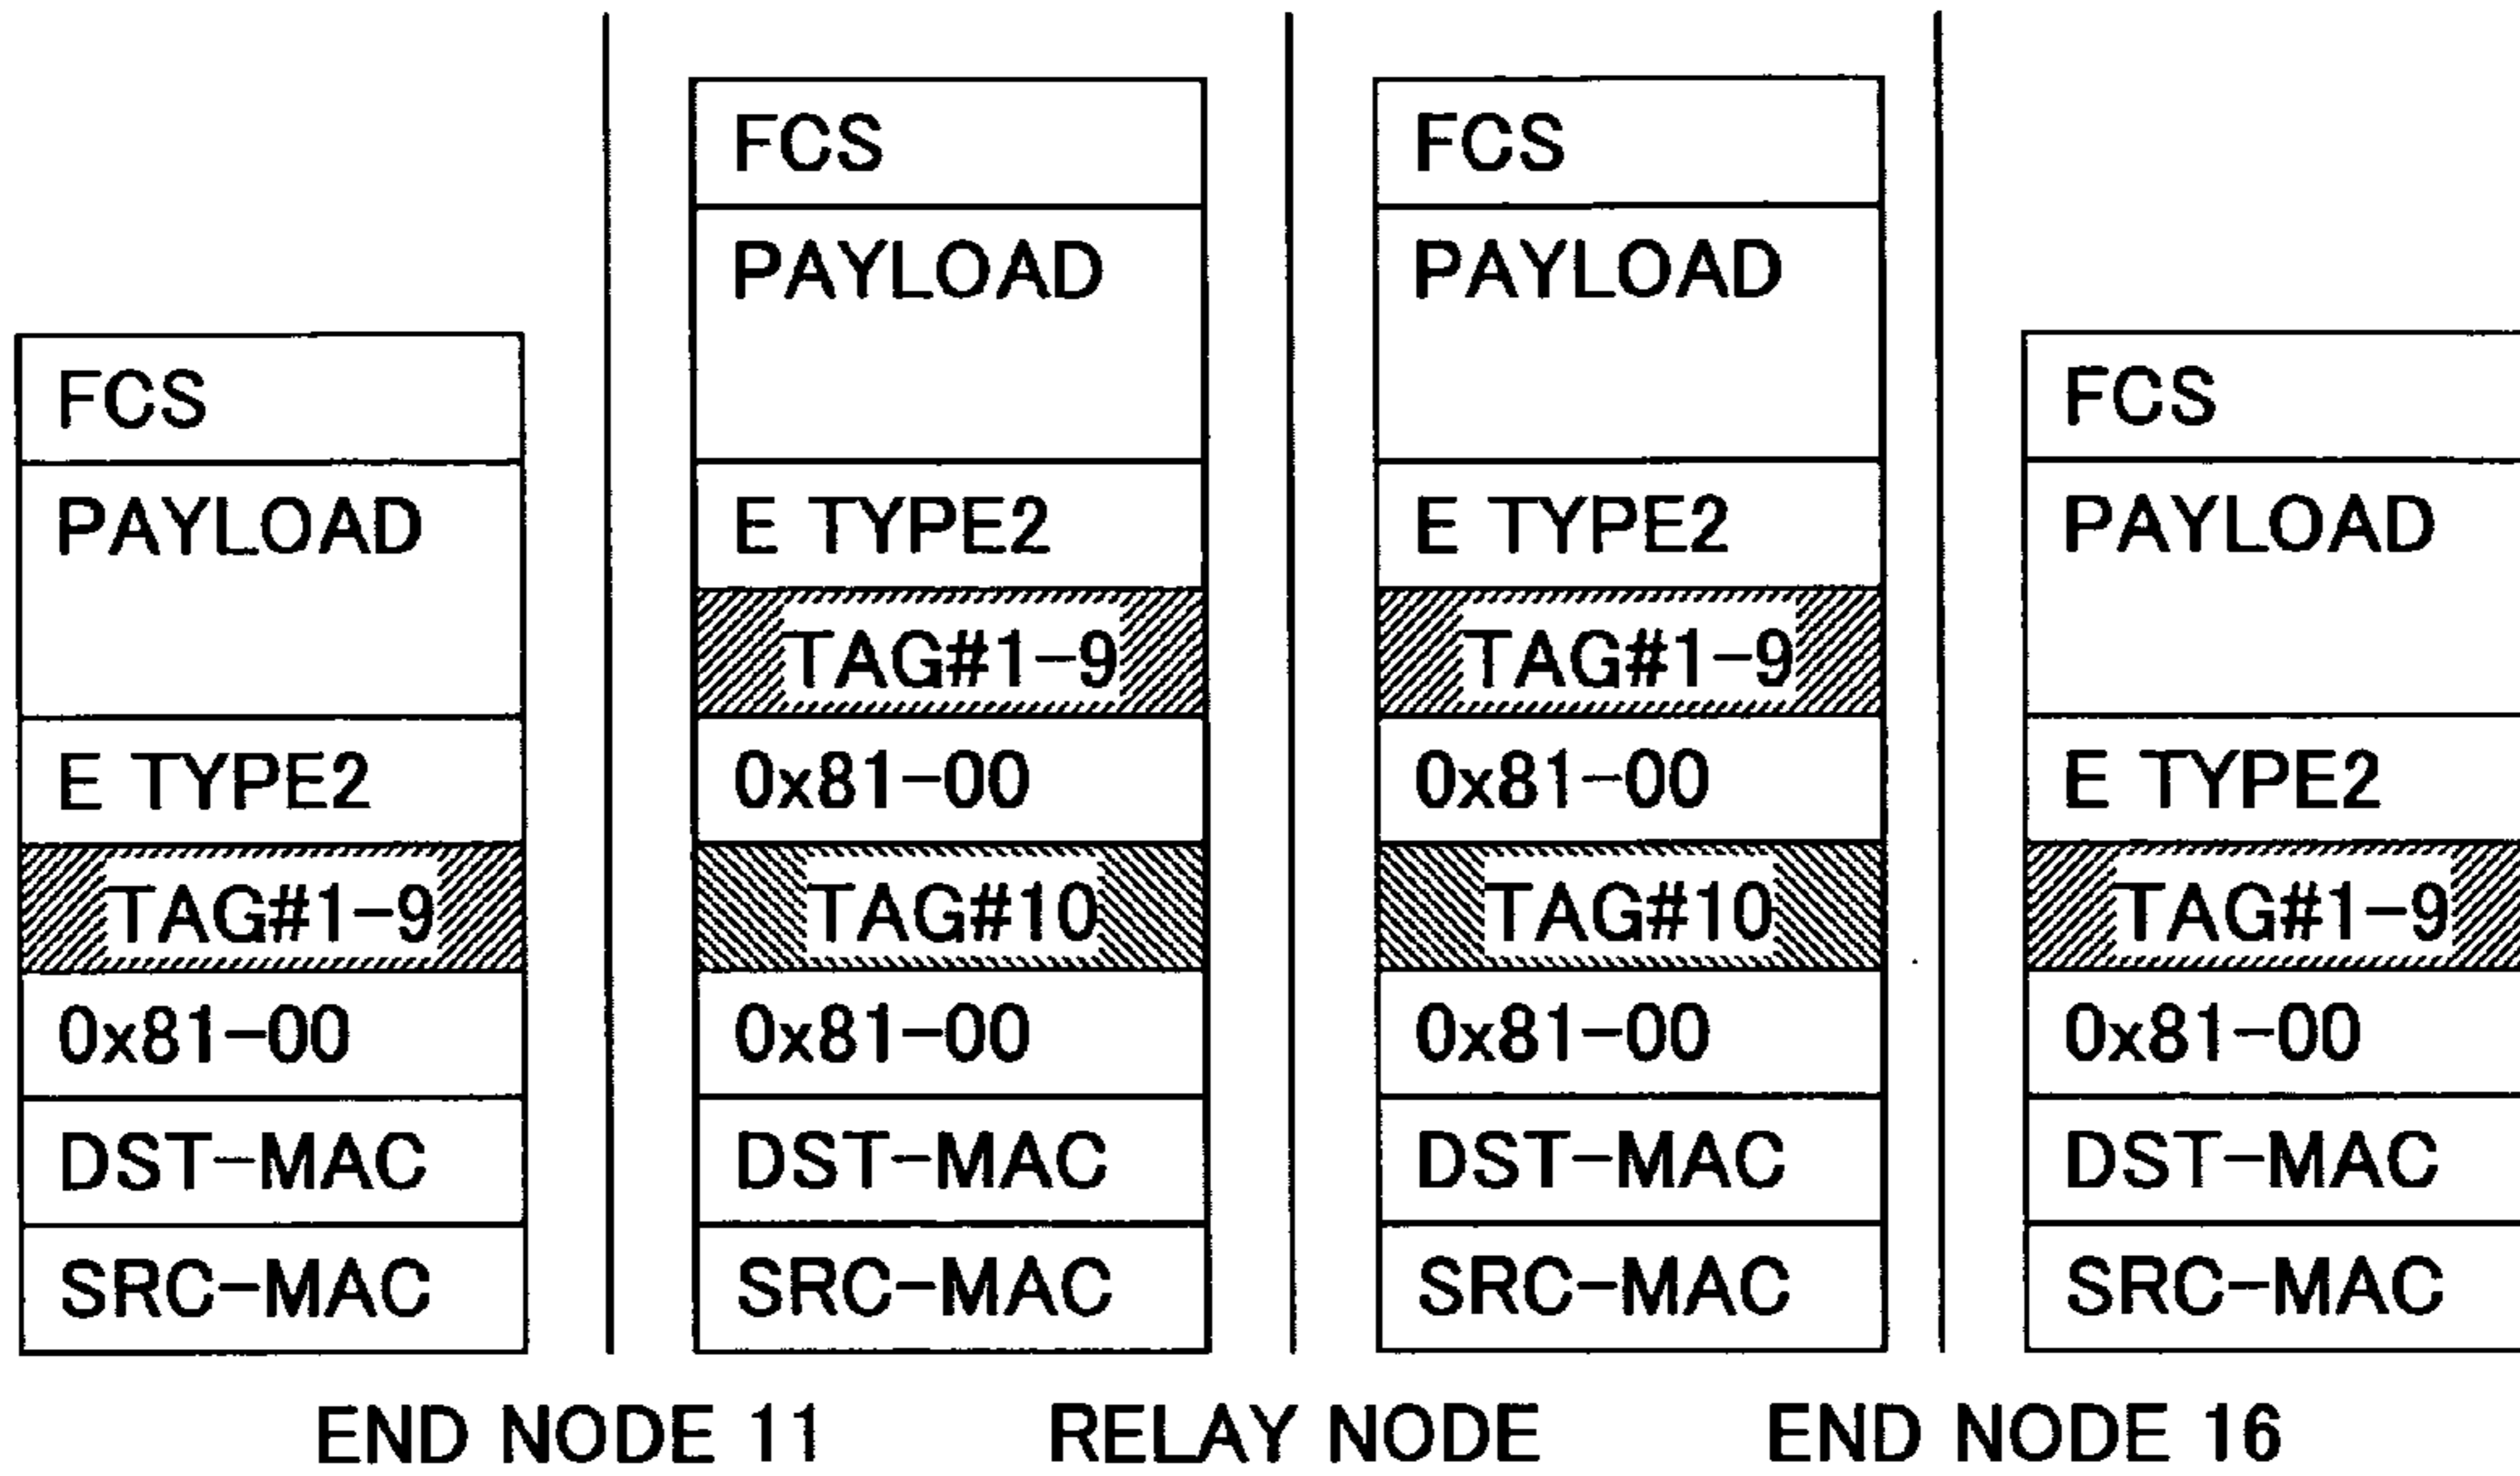 FCS
PAYLOAD
E TYPE2
TAG#1-9
0x81-00
DST-MAC
SRC-MAC
FCS
PAYLOAD
E TYPE2
TAG#1-9
0x81-00
TAG#10
0x81-00
DST-MAC
SRC-MAC
FCS
PAYLOAD
E TYPE2
TAG#1-9
0x81-00
TAG#10
0x81-00
DST-MAC
SRC-MAC
FCS
PAYLOAD
E TYPE2
TAG#1-9
0x81-00
DST-MAC
SRC-MAC
END NODE 11
RELAY NODE
END NODE 16